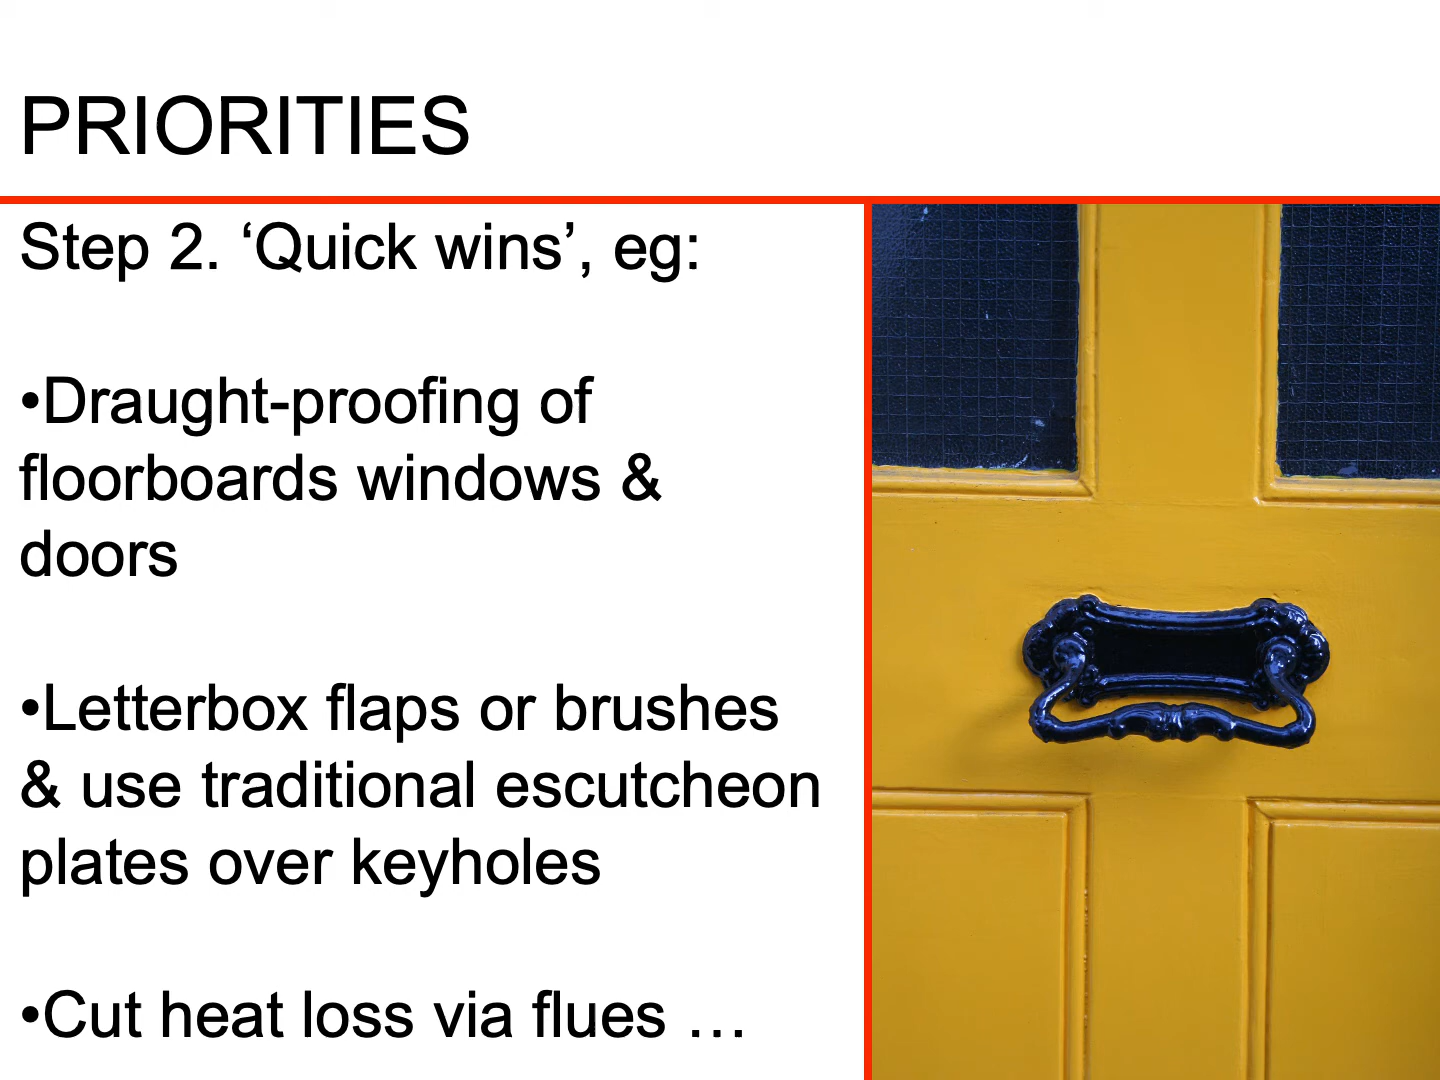 PRIORITIES
Step 2. ‘Quick wins’, eg:
•Draught-proofing of
floorboards windows &
doors
•Letterbox flaps or brushes
& use traditional escutcheon
plates over keyholes
•Cut heat loss via flues …